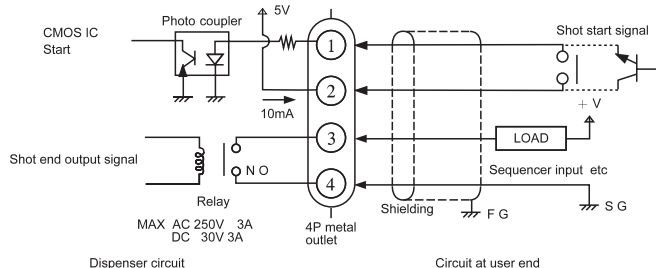 5V
Photo coupler
CMOS IC
Start
Shot start signal
1
2
10mA
+ V
3
LOAD
Shot end output signal
N O
Sequencer input etc
4
Relay
Shielding
F G
S G
MAX AC 250V 3A
DC 30V 3A
4P metal
outlet
Dispenser circuit
Circuit at user end